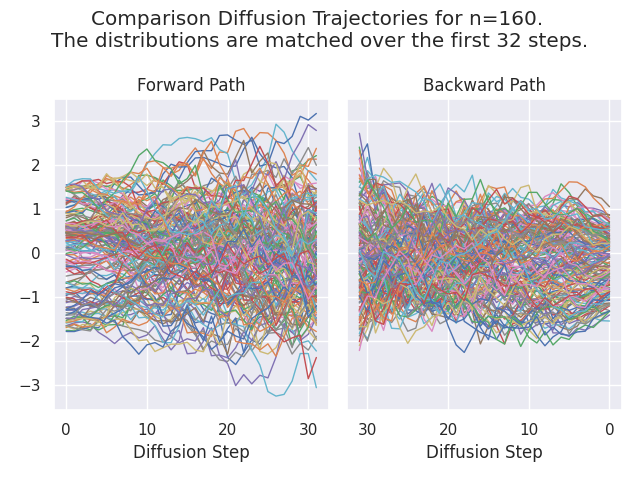 Comparison Diffusion Trajectories for n=160.
The distributions are matched over the first 32 steps.
Forward Path
Backward Path
3
2
1
0
−1
−2
−3
0 10 20 30
30 20 10 0
Diffusion Step
Diffusion Step